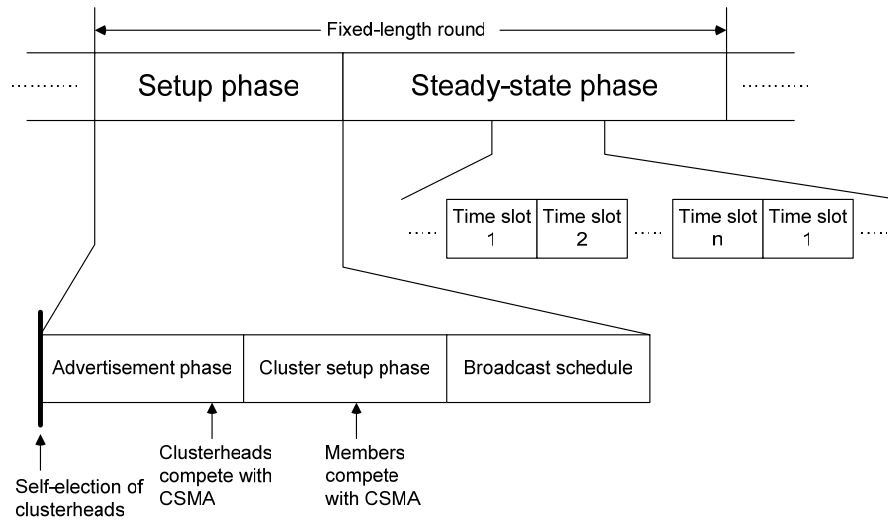 Fixed-length round
Setup phase
Steady-state phase
Time slot
1
Time slot
2
Time slot
n
Time slot
1
Advertisement phase
Cluster setup phase
Broadcast schedule
Self-election of
clusterheads
Clusterheads
compete with
CSMA
Members
compete
with CSMA